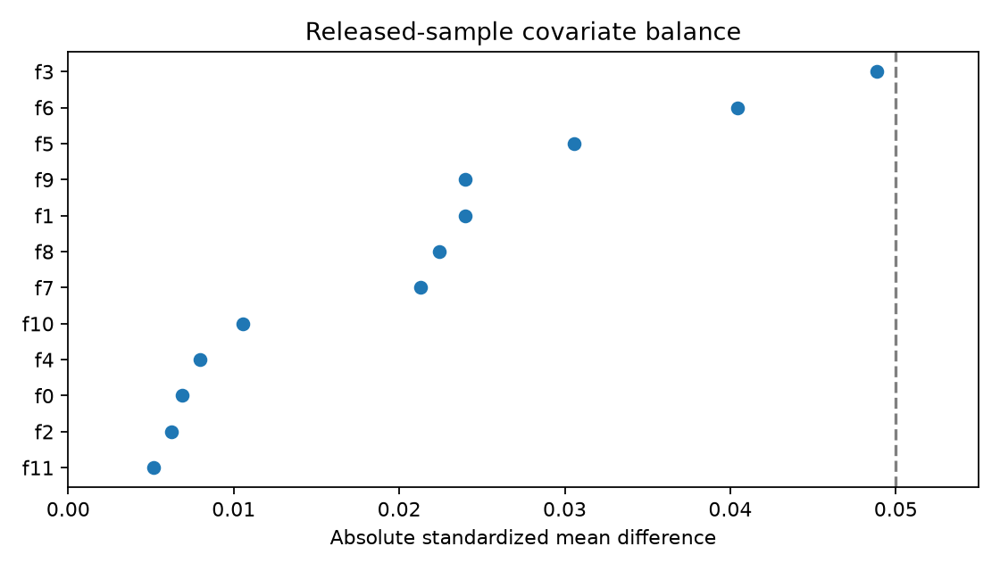 Released-sample covariate balance
f3
f6
f5
f9
f1
f8
f7
f10
f4
f0
f2
f11
0.00 0.01 0.02 0.03 0.04 0.05
Absolute standardized mean difference